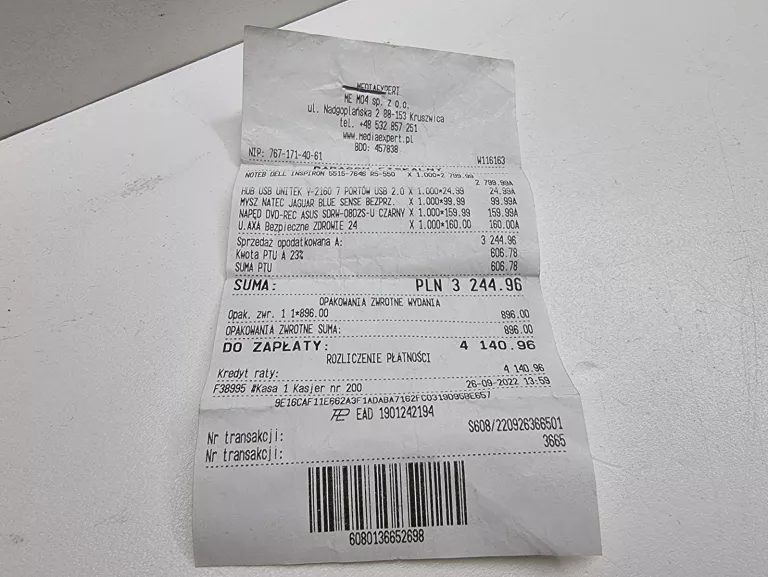 MEDIAEXPERT
ME M04 sp. z o.o.
ul. Nadgoplańska 2 88-153 Kruszwica
tel. +48 532 857 251
www.mediaexpert.pl
BDO: 457838
NIP: 767-171-40-61 W116163
PARAGON FISKALNY
NOTEB DELL INSPIRON 5515-7648 R5-550 X 1.000*2 799.99
2 799.99A
HUB USB UNITEK Y-2160 7 PORTÓW USB 2.0 X 1.000*24.99 24.99A
MYSZ NATEC JAGUAR BLUE SENSE BEZPRZ. X 1.000*99.99 99.99A
NAPĘD DVD-REC ASUS SDRW-08D2S-U CZARNY X 1.000*159.99 159.99A
U.AXA Bezpieczne ZDROWIE 24 X 1.000*160.00 160.00A
Sprzedaż opodatkowana A: 3 244.96
Kwota PTU A 23% 606.78
SUMA PTU 606.78
SUMA: PLN 3 244.96
OPAKOWANIA ZWROTNE WYDANIA
Opak. zwr. 1 1*896.00 896.00
OPAKOWANIA ZWROTNE SUMA: 896.00
DO ZAPŁATY: 4 140.96
ROZLICZENIE PŁATNOŚCI
Kredyt raty: 4 140.96
F38995 #Kasa 1 Kasjer nr 200 26-09-2022 13:59
9E16CAF11E662A3F1ADABA7162FC0319095BE657
EAD 1901242194
Nr transakcji: S608/220926366501
Nr transakcji: 3665
6080136652698